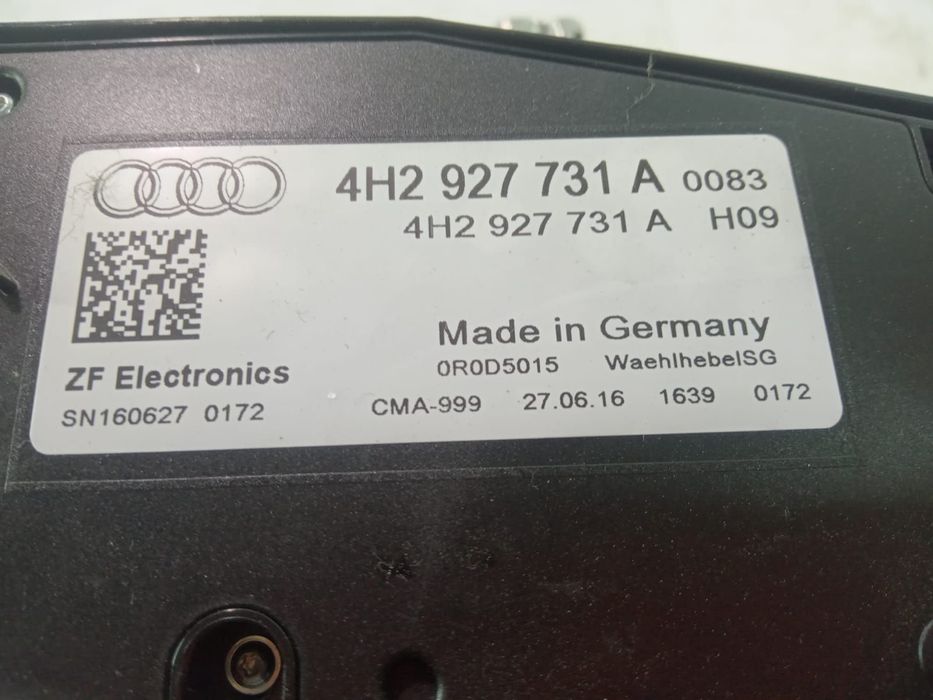 4H2 927 731 A 0083
4H2 927 731 A H09
Made in Germany
0R0D5015 WaehlhebelSG
ZF Electronics
SN160627 0172
CMA-999 27.06.16 1639 0172